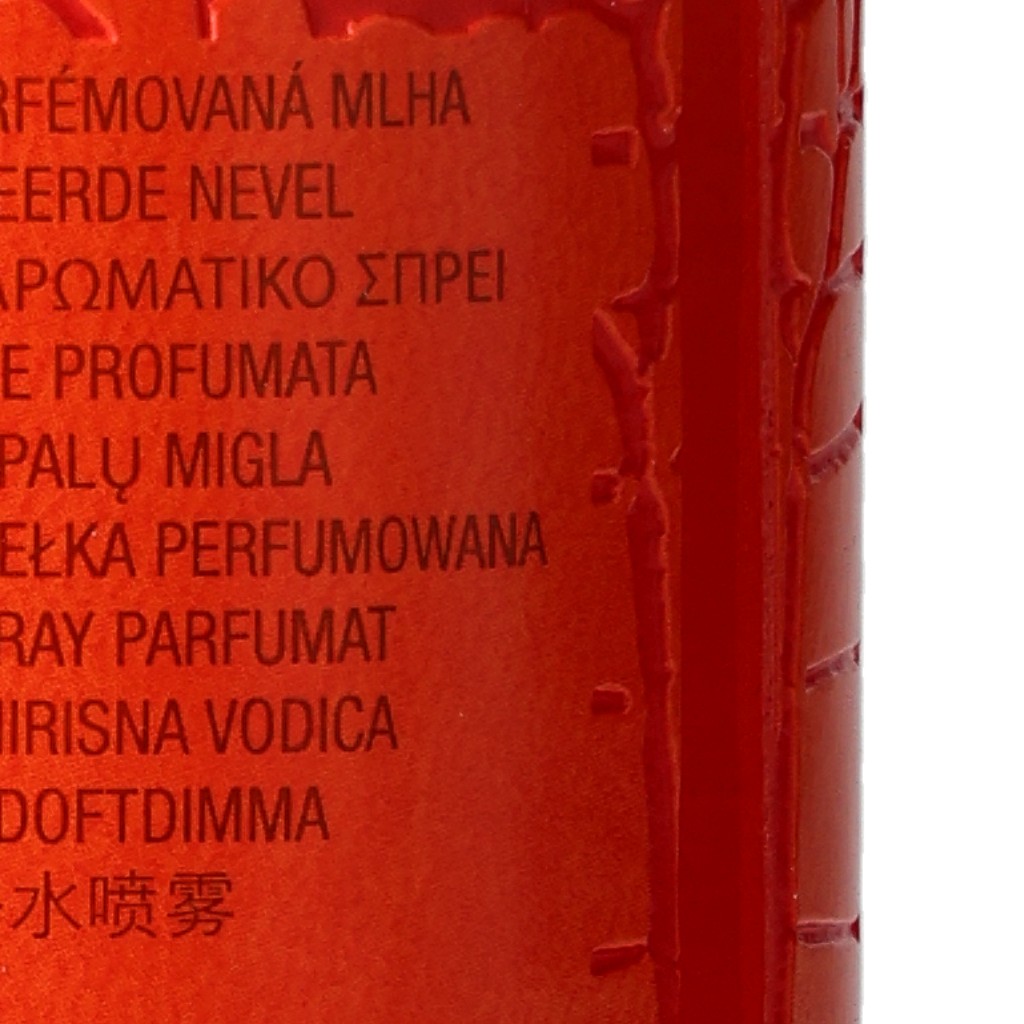 RFÉMOVANÁ MLHA
EERDE NEVEL
ΑΡΩΜΑΤΙΚΟ ΣΠΡΕΙ
E PROFUMATA
PALŲ MIGLA
EŁKA PERFUMOWANA
RAY PARFUMAT
IRISNA VODICA
DOFTDIMMA
水喷雾